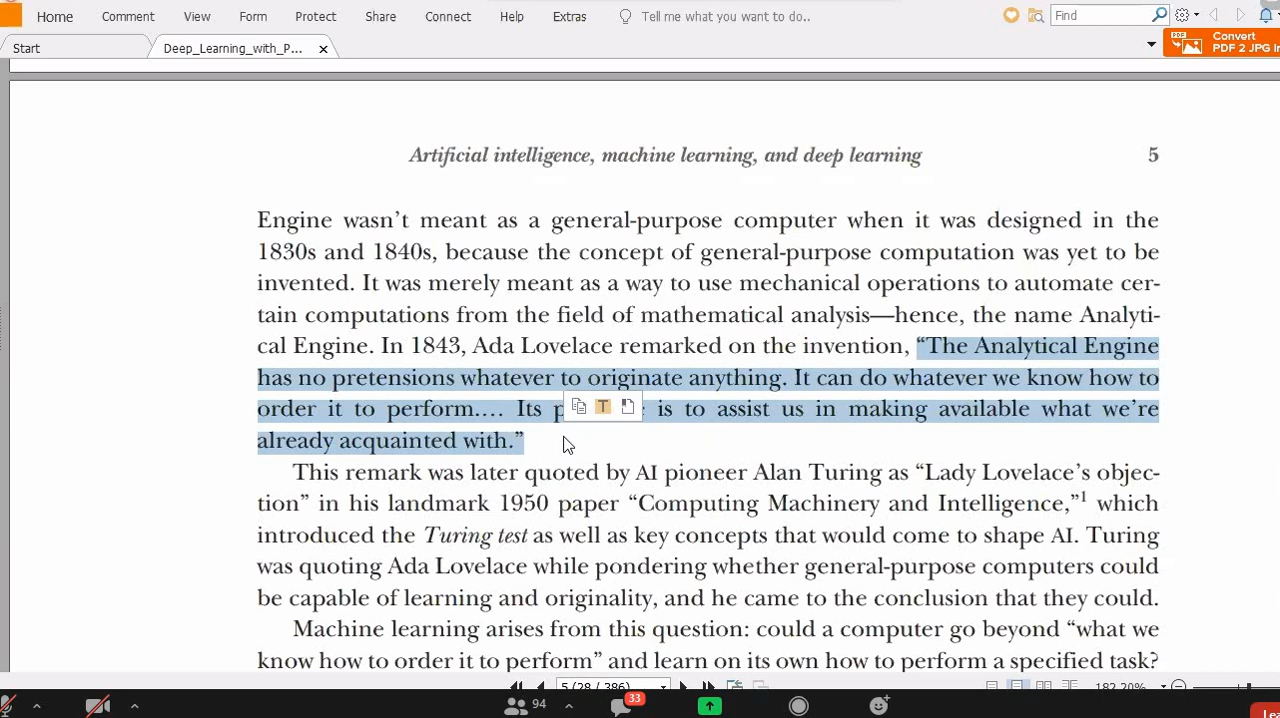 Home Comment View Form Protect Share Connect Help Extras Tell me what you want to do.. Find
Start Deep_Learning_with_P... Convert
PDF 2 JPG
Artificial intelligence, machine learning, and deep learning 5
Engine wasn't meant as a general-purpose computer when it was designed in the
1830s and 1840s, because the concept of general-purpose computation was yet to be
invented. It was merely meant as a way to use mechanical operations to automate cer-
tain computations from the field of mathematical analysis—hence, the name Analyti-
cal Engine. In 1843, Ada Lovelace remarked on the invention, “The Analytical Engine
has no pretensions whatever to originate anything. It can do whatever we know how to
order it to perform.… Its is to assist us in making available what we're
already acquainted with.”
This remark was later quoted by AI pioneer Alan Turing as “Lady Lovelace's objec-
tion” in his landmark 1950 paper “Computing Machinery and Intelligence,”1 which
introduced the Turing test as well as key concepts that would come to shape AI. Turing
was quoting Ada Lovelace while pondering whether general-purpose computers could
be capable of learning and originality, and he came to the conclusion that they could.
Machine learning arises from this question: could a computer go beyond “what we
know how to order it to perform” and learn on its own how to perform a specified task?
5 (28 / 386) 182.20%
94 33